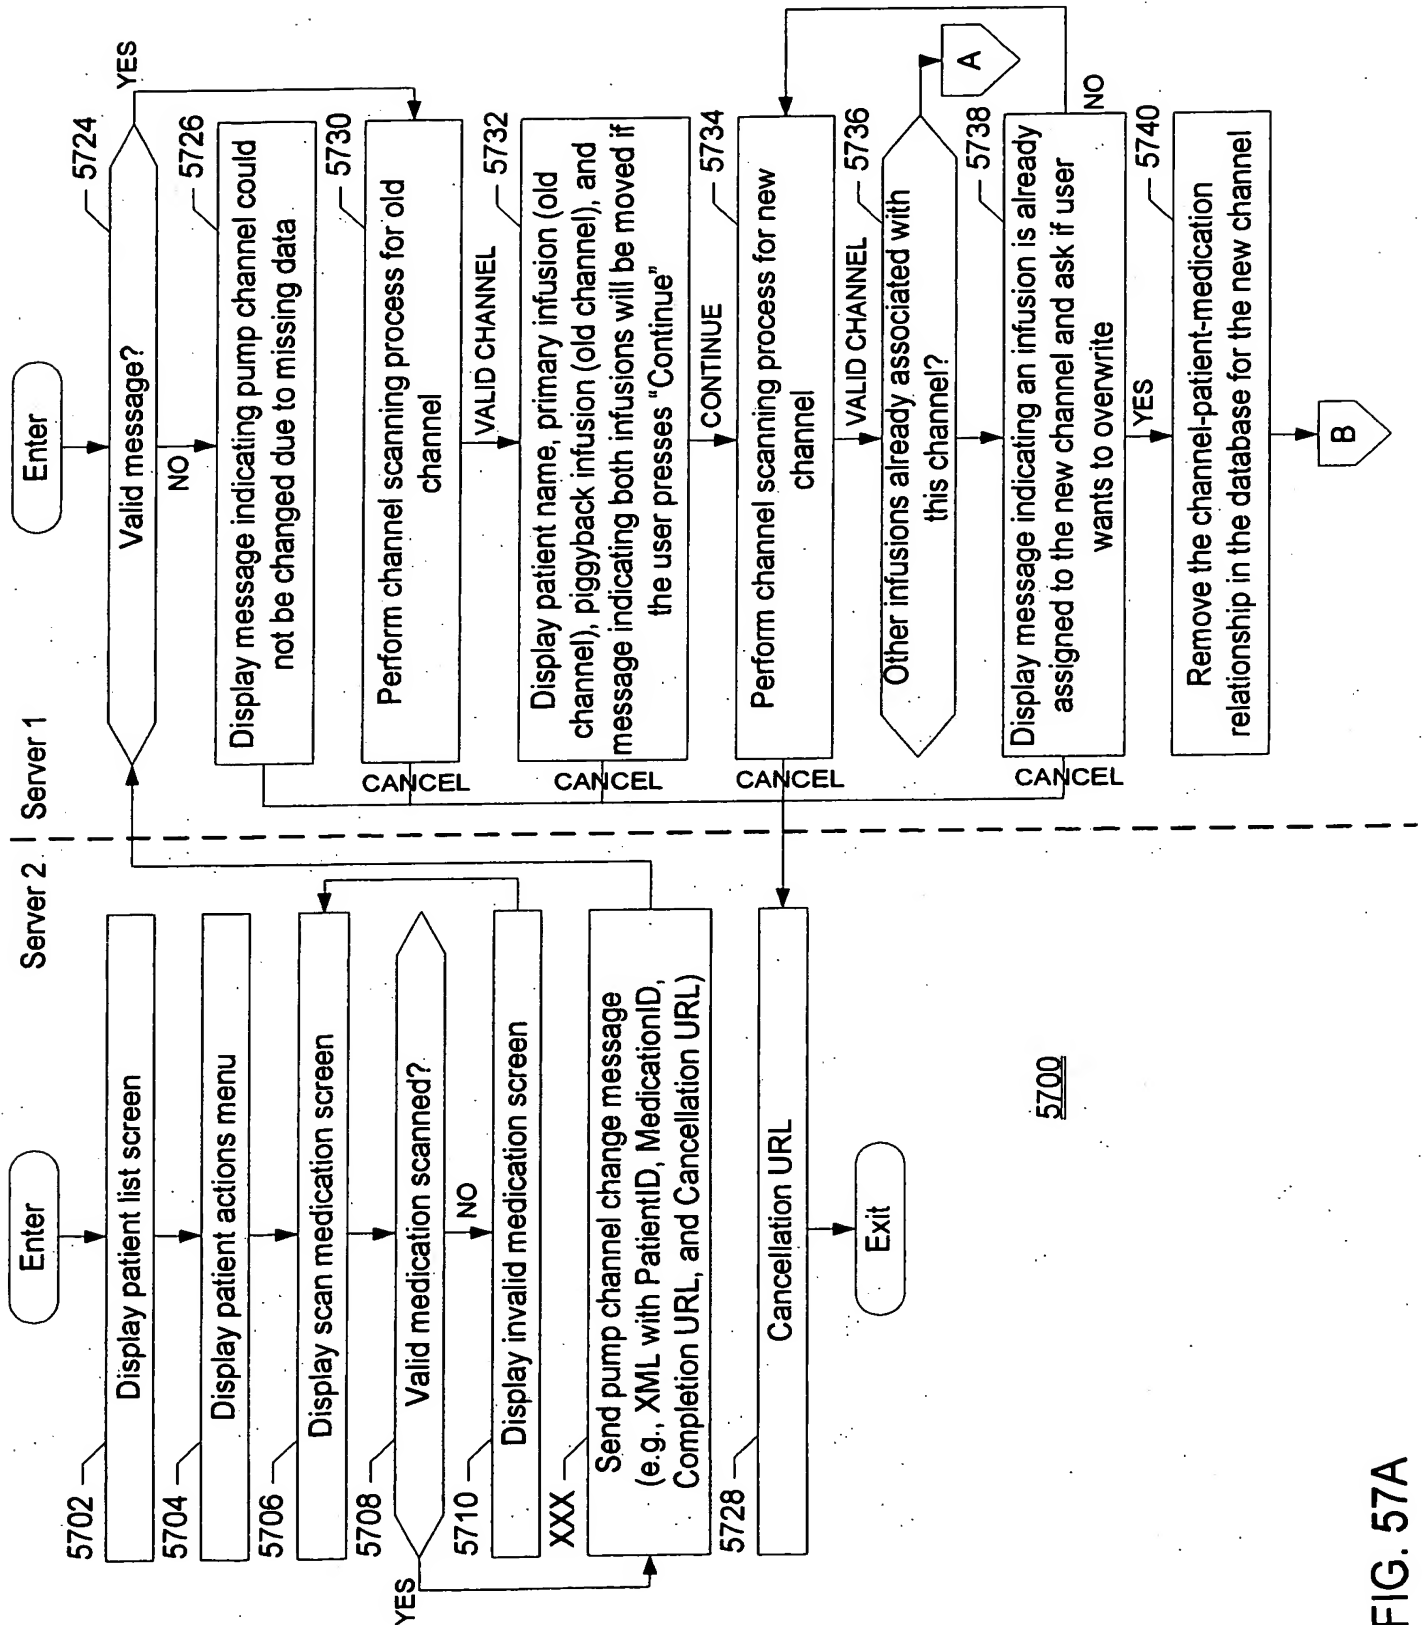 Server 2
Server 1
Enter
5702
Display patient list screen
5704
Display patient actions menu
5706
Display scan medication screen
5708
Valid medication scanned?
YES
NO
5710
Display invalid medication screen
XXX
Send pump channel change message
(e.g., XML with PatientID, MedicationID,
Completion URL, and Cancellation URL)
5728
Cancellation URL
Exit
Enter
5724
Valid message?
YES
NO
5726
Display message indicating pump channel could
not be changed due to missing data
5730
Perform channel scanning process for old
channel
CANCEL
VALID CHANNEL
5732
Display patient name, primary infusion (old
channel), piggyback infusion (old channel), and
message indicating both infusions will be moved if
the user presses “Continue”
CANCEL
CONTINUE
5734
Perform channel scanning process for new
channel
CANCEL
VALID CHANNEL
5736
Other infusions already associated with
this channel?
A
5738
Display message indicating an infusion is already
assigned to the new channel and ask if user
wants to overwrite
CANCEL
NO
YES
5740
Remove the channel-patient-medication
relationship in the database for the new channel
B
5700
FIG. 57A